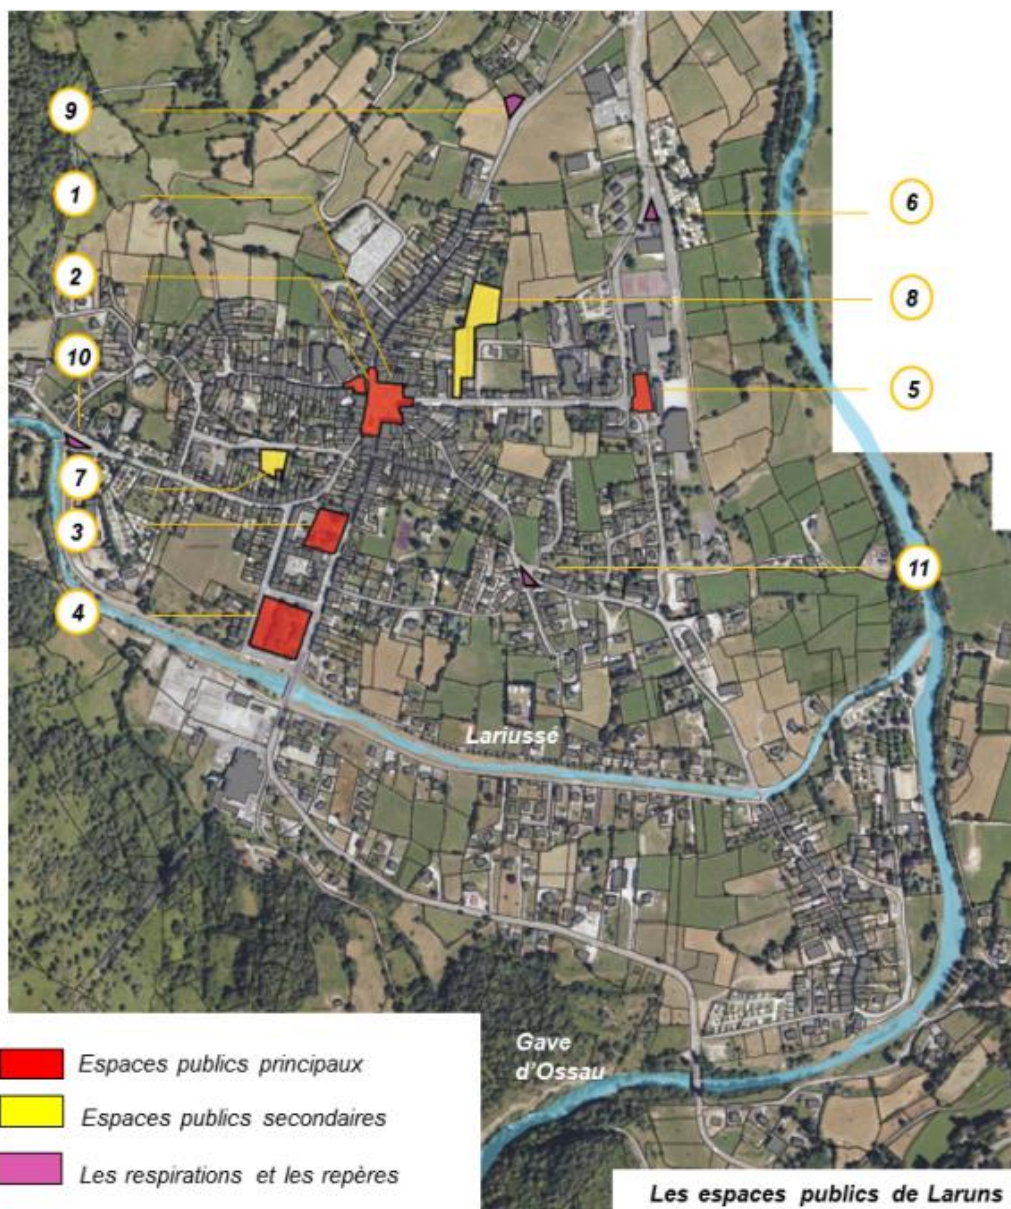 9
1
6
2
8
10
5
7
3
11
4
Lariussé
Gave
d'Ossau
Espaces publics principaux
Espaces publics secondaires
Les respirations et les repères
Les espaces publics de Laruns